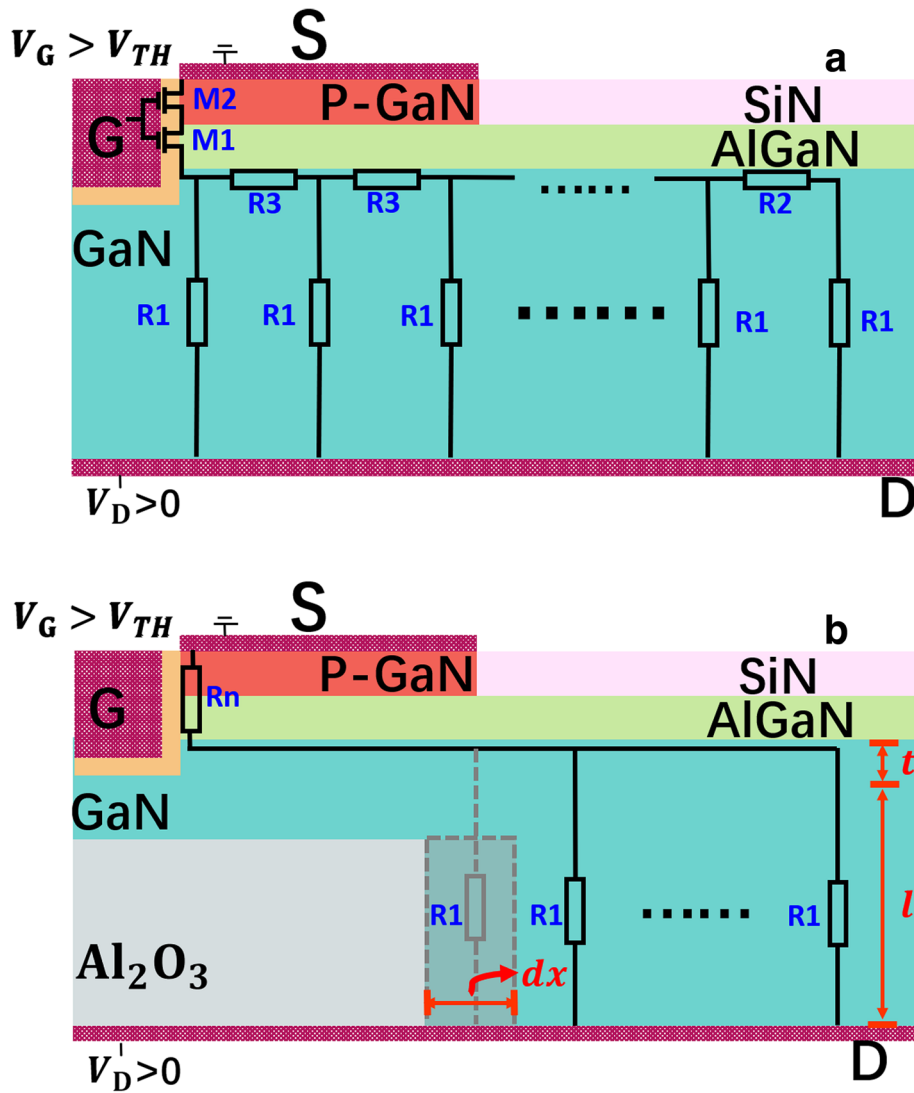 V_G > V_TH
S
a
P-GaN
SiN
M2
G
M1
AlGaN
......
R3
R3
R2
GaN
R1
R1
R1
......
R1
R1
V_D^'>0
D
V_G > V_TH
S
b
P-GaN
SiN
Rn
G
AlGaN
t
GaN
R1
R1
......
R1
l
Al₂O₃
dx
V_D^'>0
D